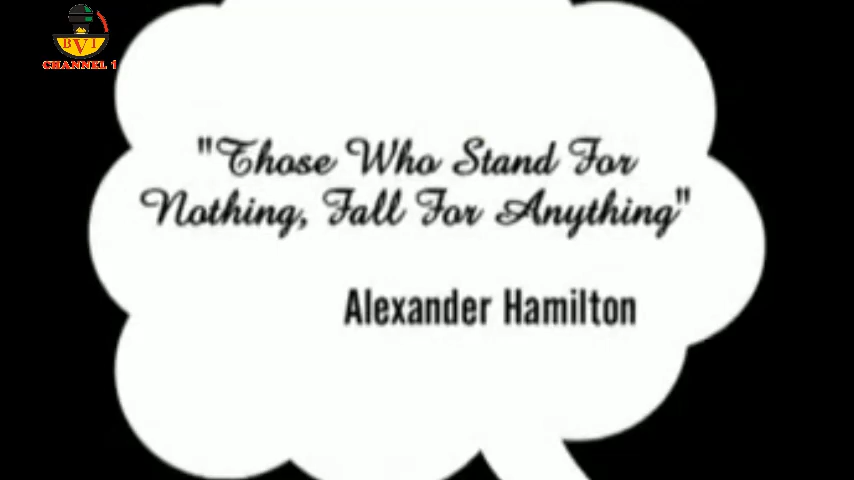 BVI
CHANNEL 1
"Those Who Stand For
Nothing, Fall For Anything"
Alexander Hamilton